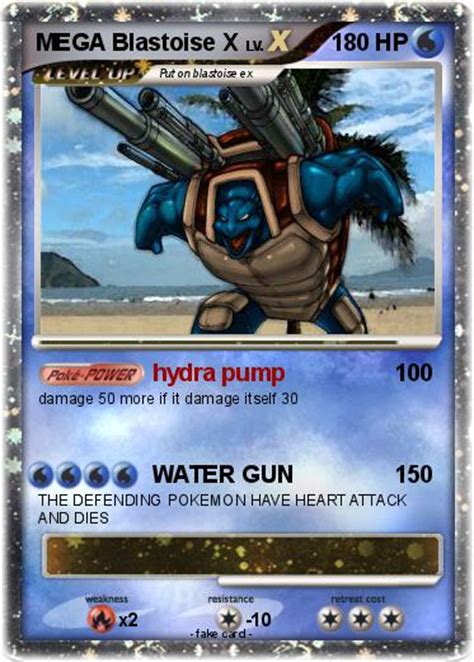 MEGA Blastoise X LV. X 180 HP
LEVEL-UP Put on blastoise ex
Poké-POWER hydra pump 100
damage 50 more if it damage itself 30
WATER GUN 150
THE DEFENDING POKEMON HAVE HEART ATTACK
AND DIES
weakness resistance retreat cost
x2 -10
- fake card -